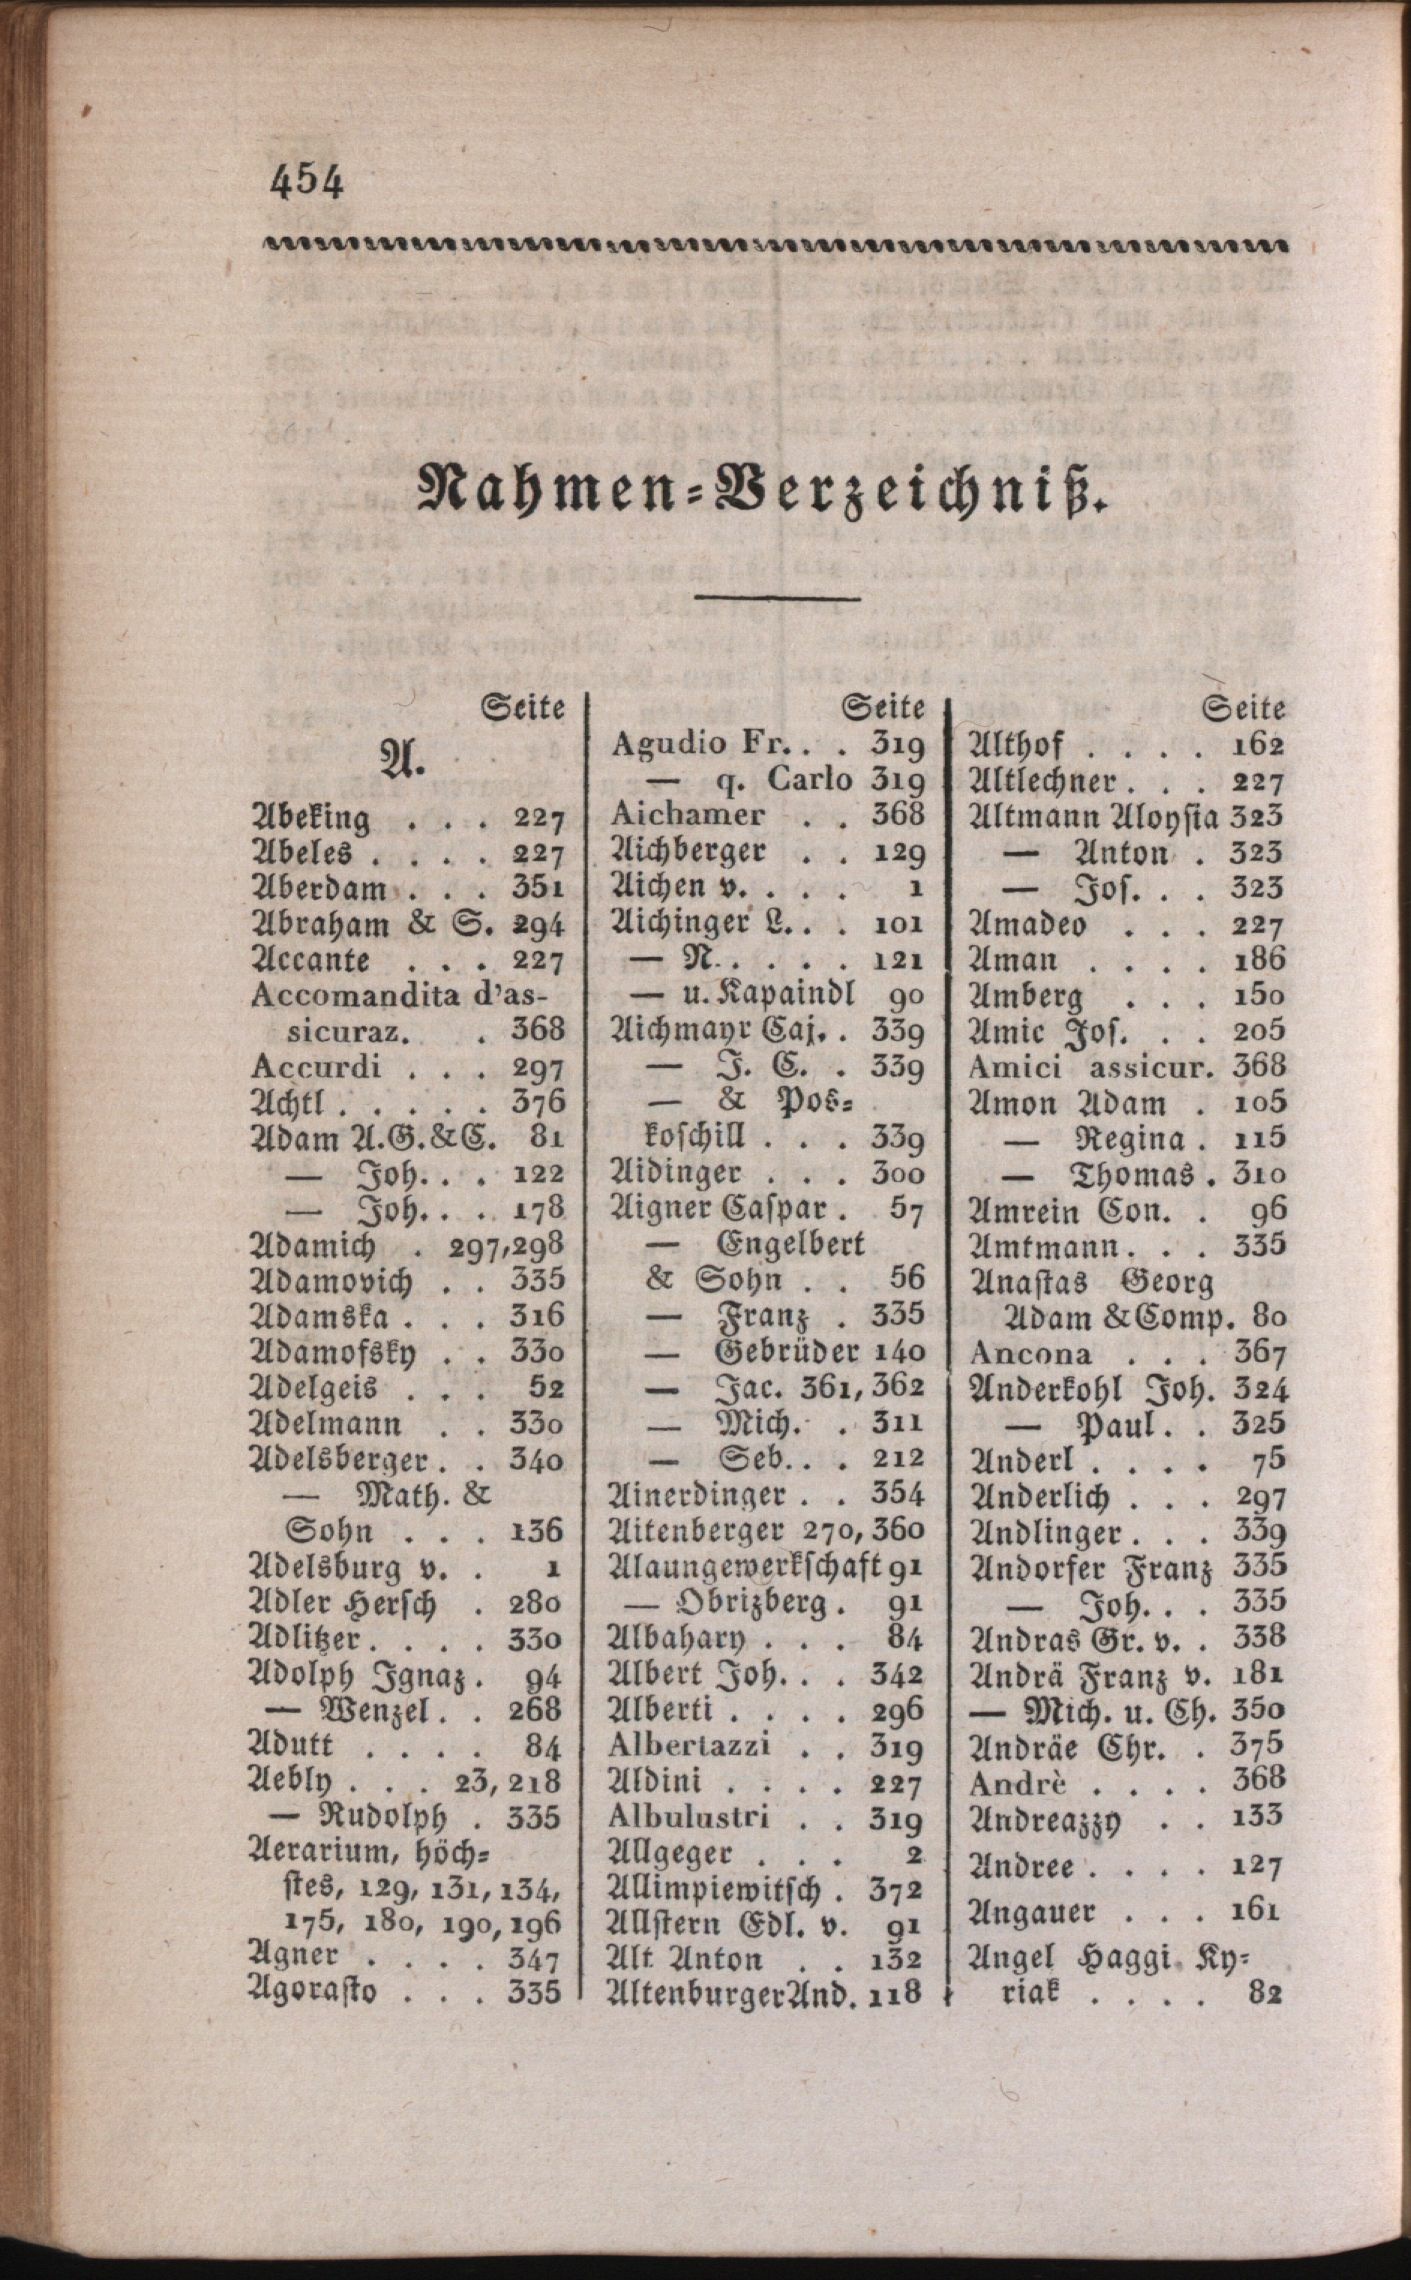 454
Nahmen-Verzeichniß.
Seite
A.
Abeking . . . 227
Abeles . . . . 227
Aberdam . . . 351
Abraham & S. 294
Accante . . . 227
Accomandita d'as-
sicuraz. . 368
Accurdi . . . 297
Achtl . . . . . 376
Adam A.G.&C. 81
— Joh. . . 122
— Joh. . . 178
Adamich . 297,298
Adamovich . . 335
Adamska . . . 316
Adamofsky . . 330
Adelgeis . . . 52
Adelmann . . 330
Adelsberger . . 340
— Math. &
Sohn . . . 136
Adelsburg v. . 1
Adler Hersch . 280
Adlitzer . . . . 330
Adolph Ignaz . 94
— Wenzel . . 268
Adutt . . . . 84
Aebly . . . 23, 218
— Rudolph . 335
Aerarium, höch-
stes, 129, 131, 134,
175, 180, 190, 196
Agner . . . . 347
Agorasto . . . 335
Seite
Agudio Fr. . . 319
— q. Carlo 319
Aichamer . . 368
Aichberger . . 129
Aichen v. . . . 1
Aichinger L. . . 101
— N. . . . . 121
— u. Kapaindl 90
Aichmayr Caj. . 339
— J. C. . 339
— & Pos-
koschill . . . 339
Aidinger . . . 300
Aigner Caspar . 57
— Engelbert
& Sohn . . 56
— Franz . 335
— Gebrüder 140
— Jac. 361, 362
— Mich. . 311
— Seb. . . 212
Ainerdinger . . 354
Aitenberger 270, 360
Alaungewerkschaft 91
— Obrizberg . 91
Albahary . . . 84
Albert Joh. . . 342
Alberti . . . . 296
Albertazzi . . 319
Aldini . . . . 227
Albulustri . . 319
Allgeger . . . 2
Allimpiewitsch . 372
Allstern Edl. v. 91
Alt Anton . . 132
Altenburger And. 118
Seite
Althof . . . . 162
Altlechner . . . 227
Altmann Aloysia 323
— Anton . 323
— Jos. . . 323
Amadeo . . . 227
Aman . . . . 186
Amberg . . . 150
Amic Jos. . . 205
Amici assicur. 368
Amon Adam . 105
— Regina . 115
— Thomas . 310
Amrein Con. . 96
Amtmann . . . 335
Anastas Georg
Adam & Comp. 80
Ancona . . . 367
Anderkohl Joh. 324
— Paul . . 325
Anderl . . . . 75
Anderlich . . . 297
Andlinger . . . 339
Andorfer Franz 335
— Joh. . . 335
Andras Gr. v. . 338
Andrä Franz v. 181
— Mich. u. Ch. 350
Andräe Chr. . 375
Andrè . . . . 368
Andreazzy . . 133
Andree . . . . 127
Angauer . . . 161
Angel Haggi Ky-
riak . . . . 82